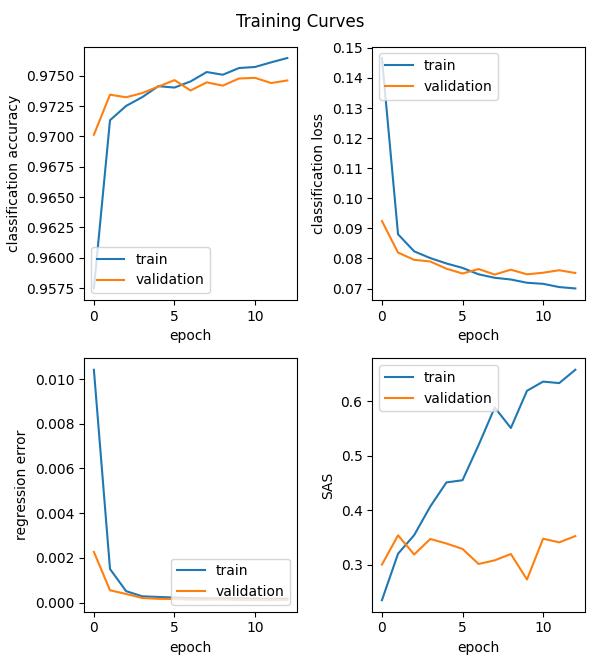 Training Curves
classification accuracy
0.9750
0.9725
0.9700
0.9675
0.9650
0.9625
0.9600
0.9575
train
validation
0
5
10
epoch
classification loss
0.15
0.14
0.13
0.12
0.11
0.10
0.09
0.08
0.07
train
validation
0
5
10
epoch
regression error
0.010
0.008
0.006
0.004
0.002
0.000
train
validation
0
5
10
epoch
SAS
0.6
0.5
0.4
0.3
train
validation
0
5
10
epoch